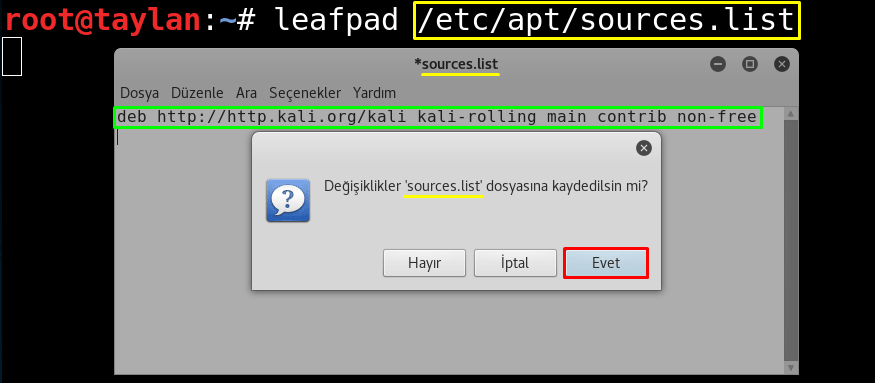 root@taylan:~# leafpad /etc/apt/sources.list
*sources.list
Dosya Düzenle Ara Seçenekler Yardım
deb http://http.kali.org/kali kali-rolling main contrib non-free
Değişiklikler 'sources.list' dosyasına kaydedilsin mi?
Hayır İptal Evet